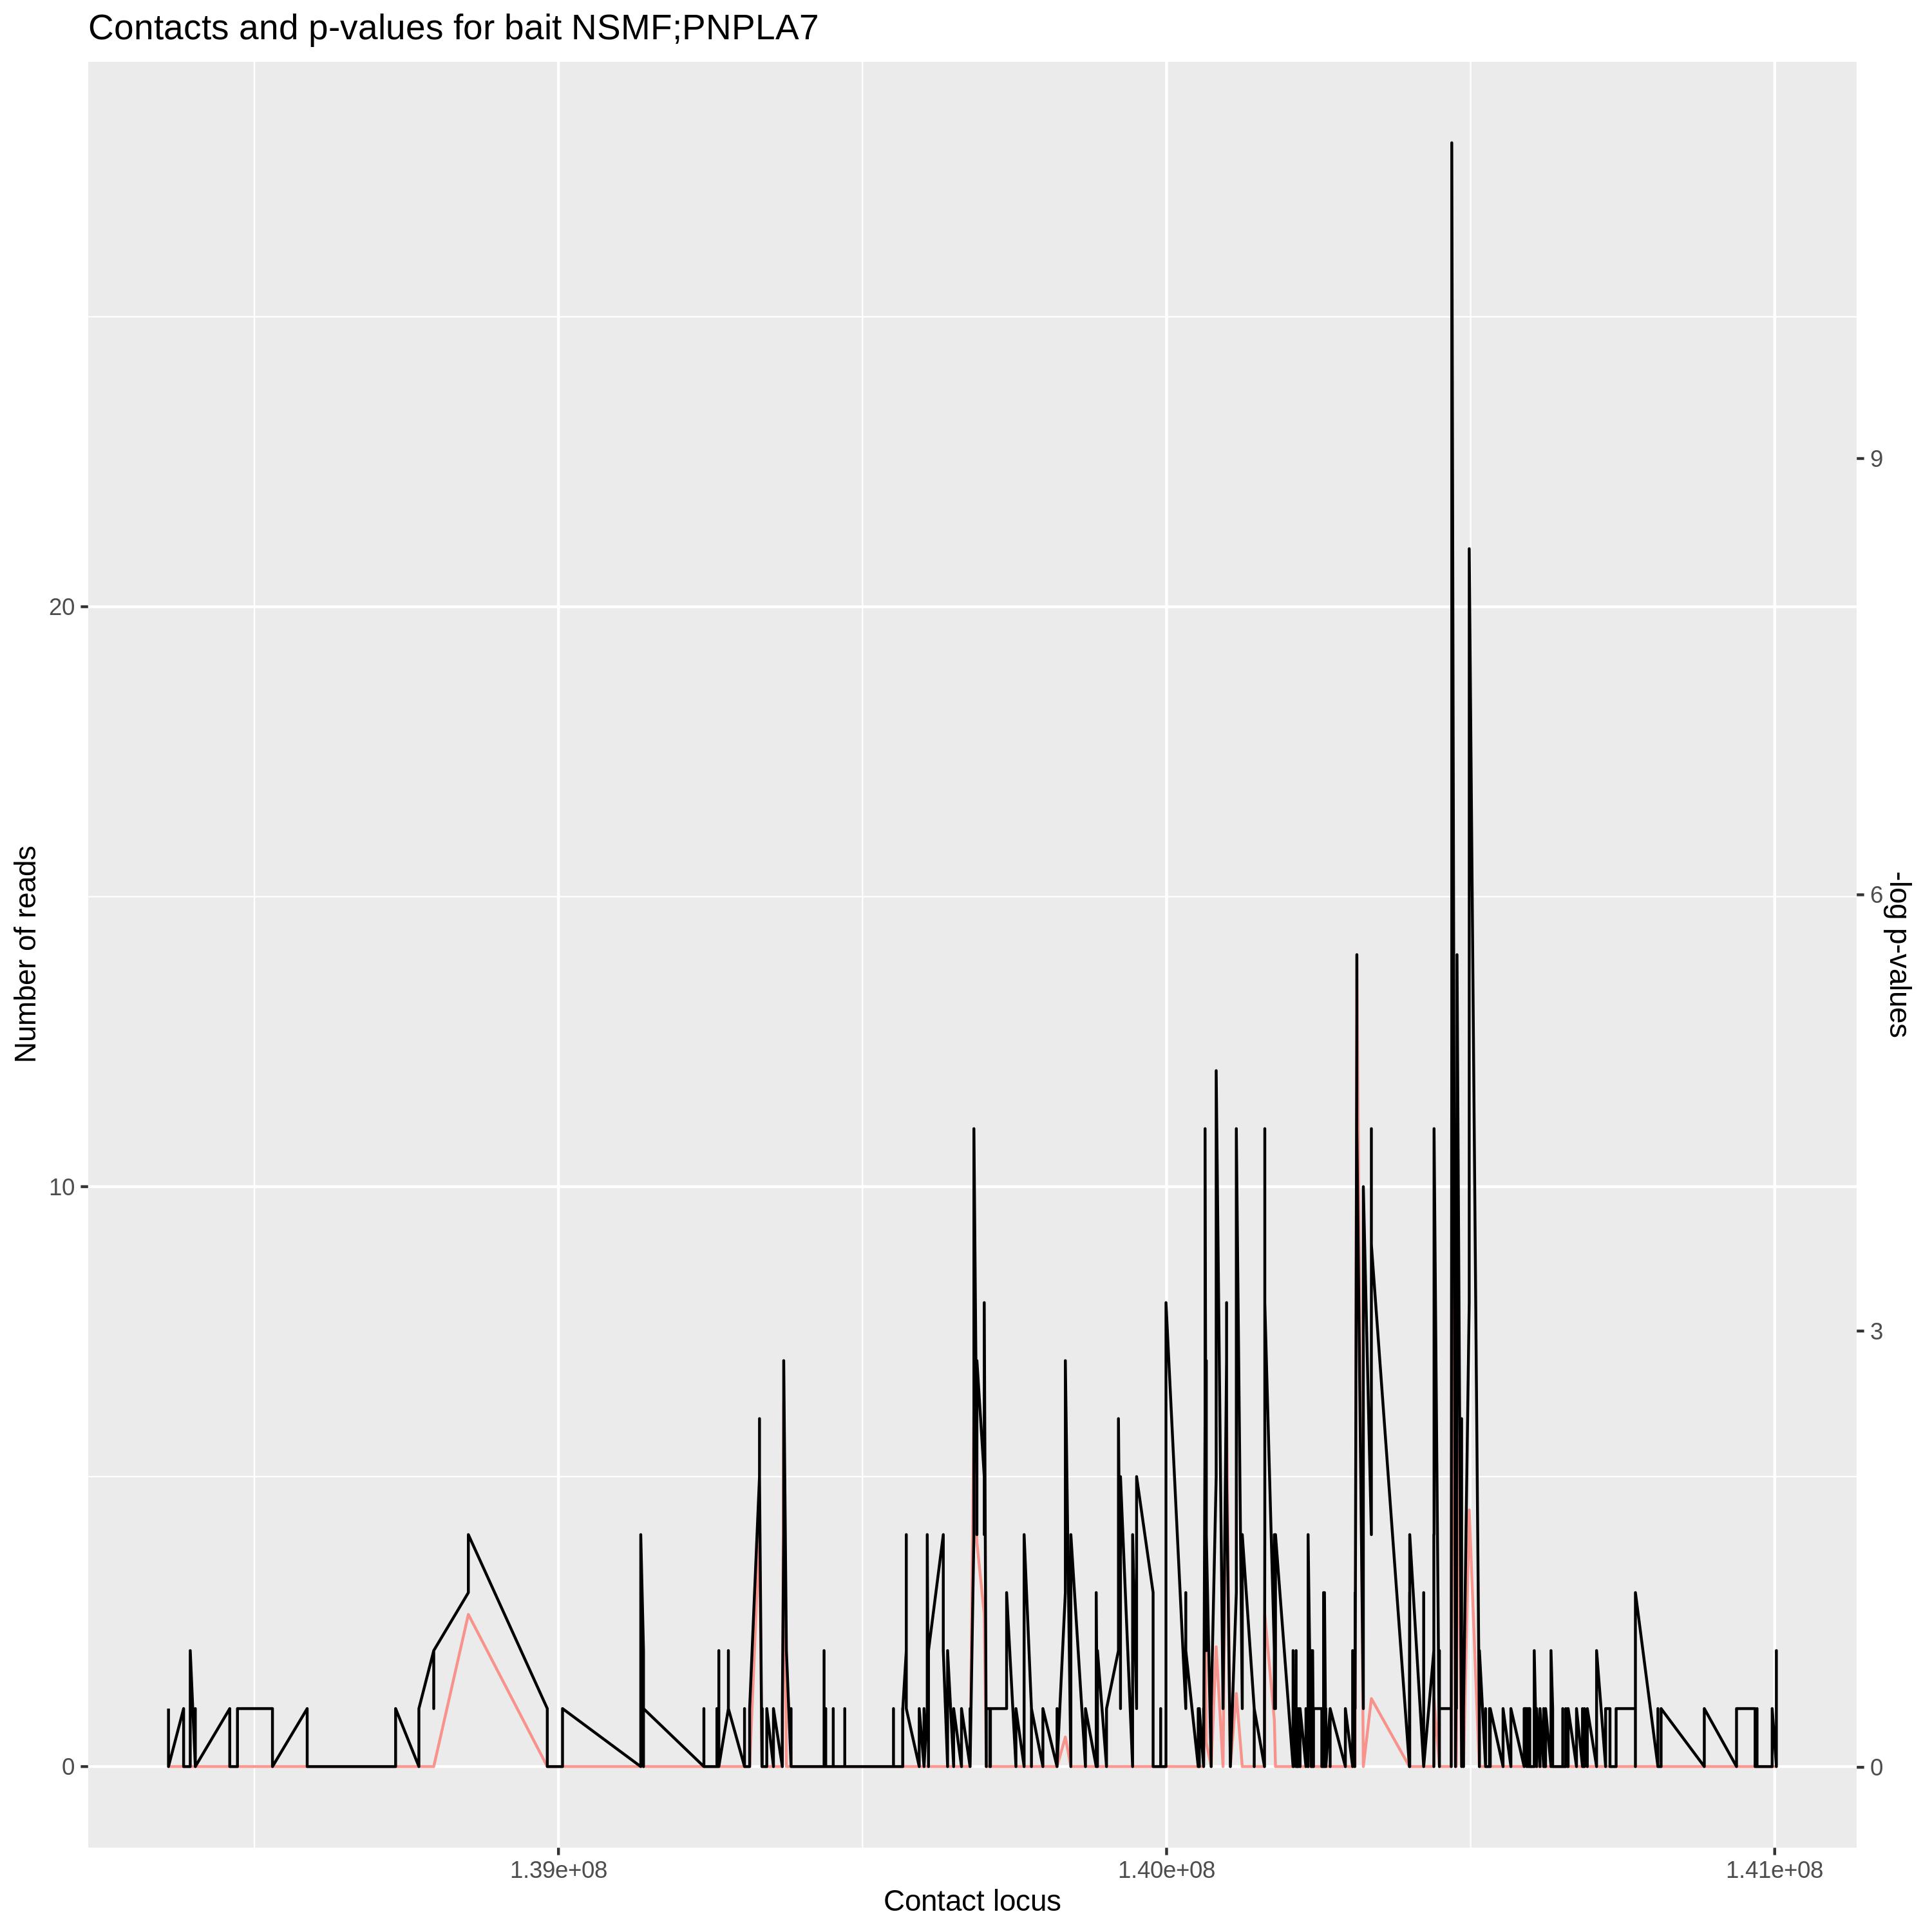 Contacts and p-values for bait NSMF;PNPLA7
Number of reads
20
10
0
9
6
3
0
-log p-values
1.39e+08
1.40e+08
1.41e+08
Contact locus